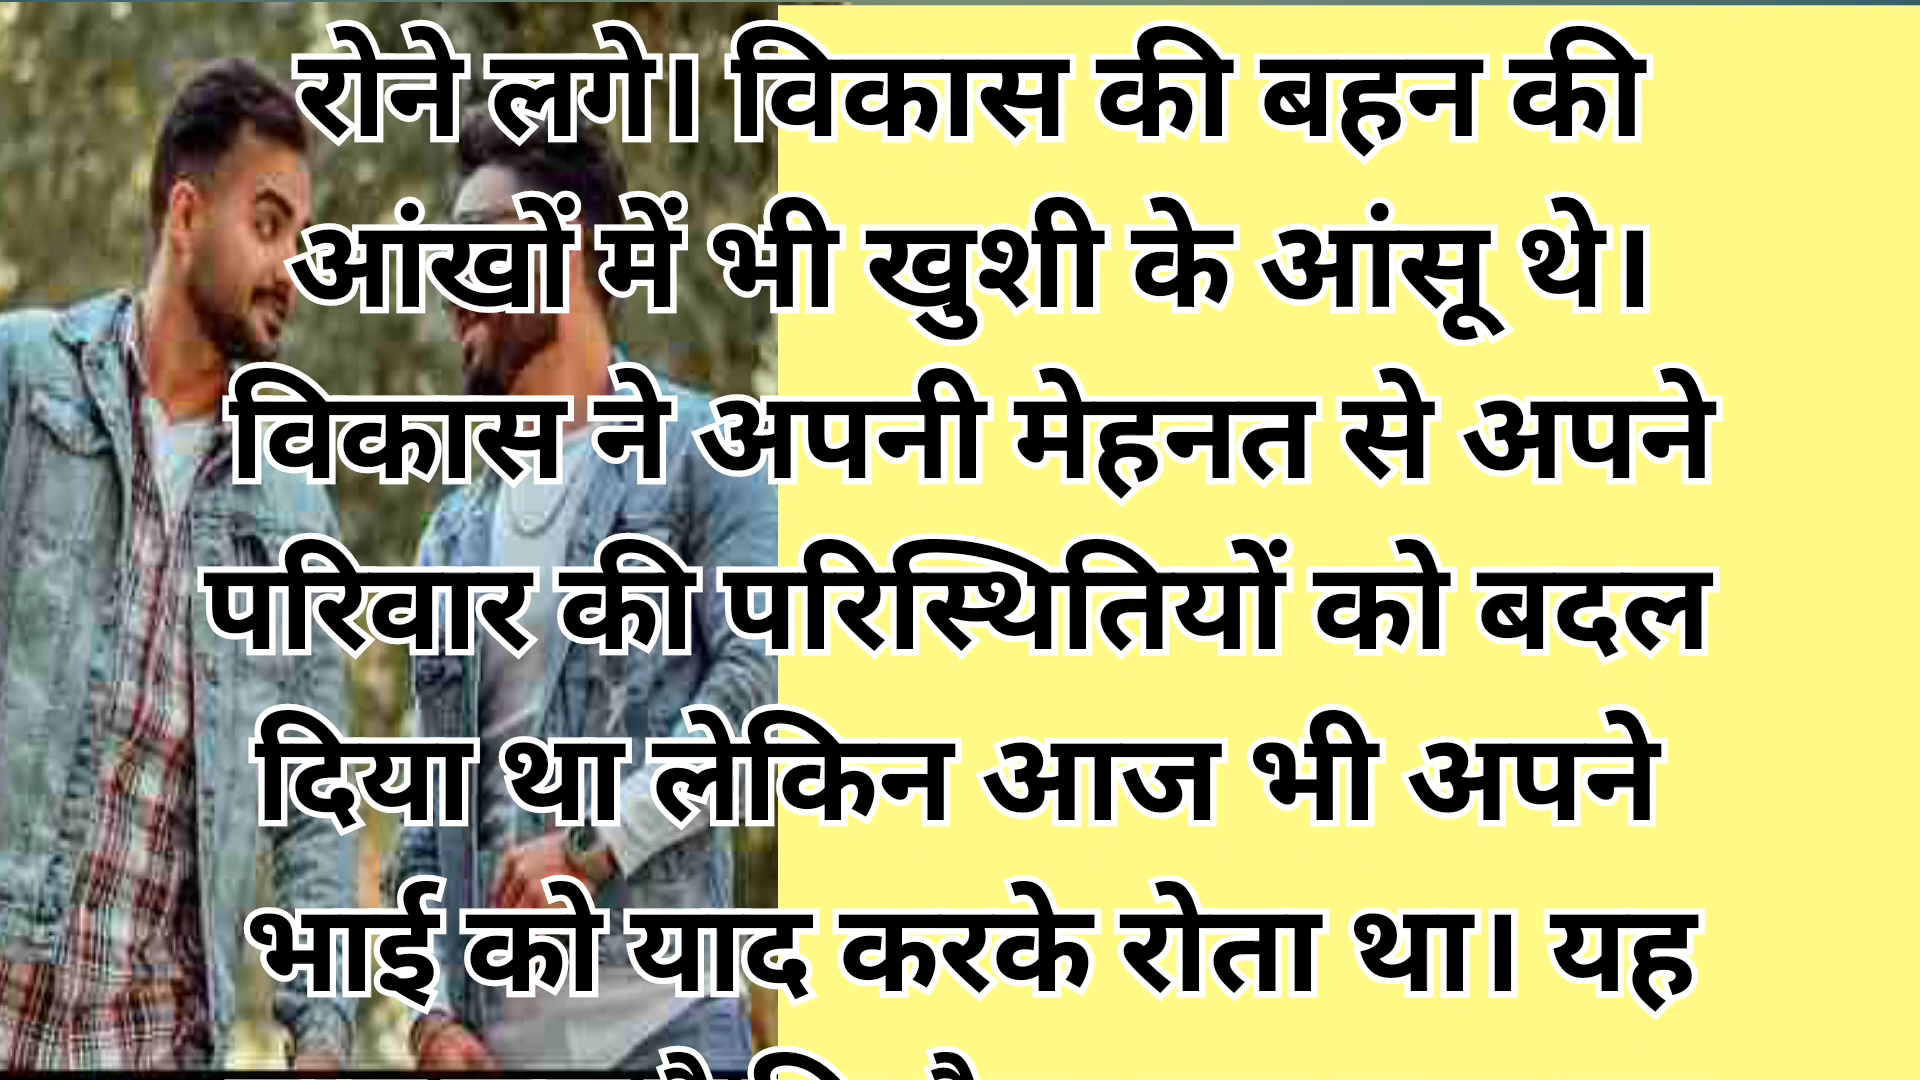 रोने लगे। विकास की बहन की
आंखों में भी खुशी के आंसू थे।
विकास ने अपनी मेहनत से अपने
परिवार की परिस्थितियों को बदल
दिया था लेकिन आज भी अपने
भाई को याद करके रोता था। यह